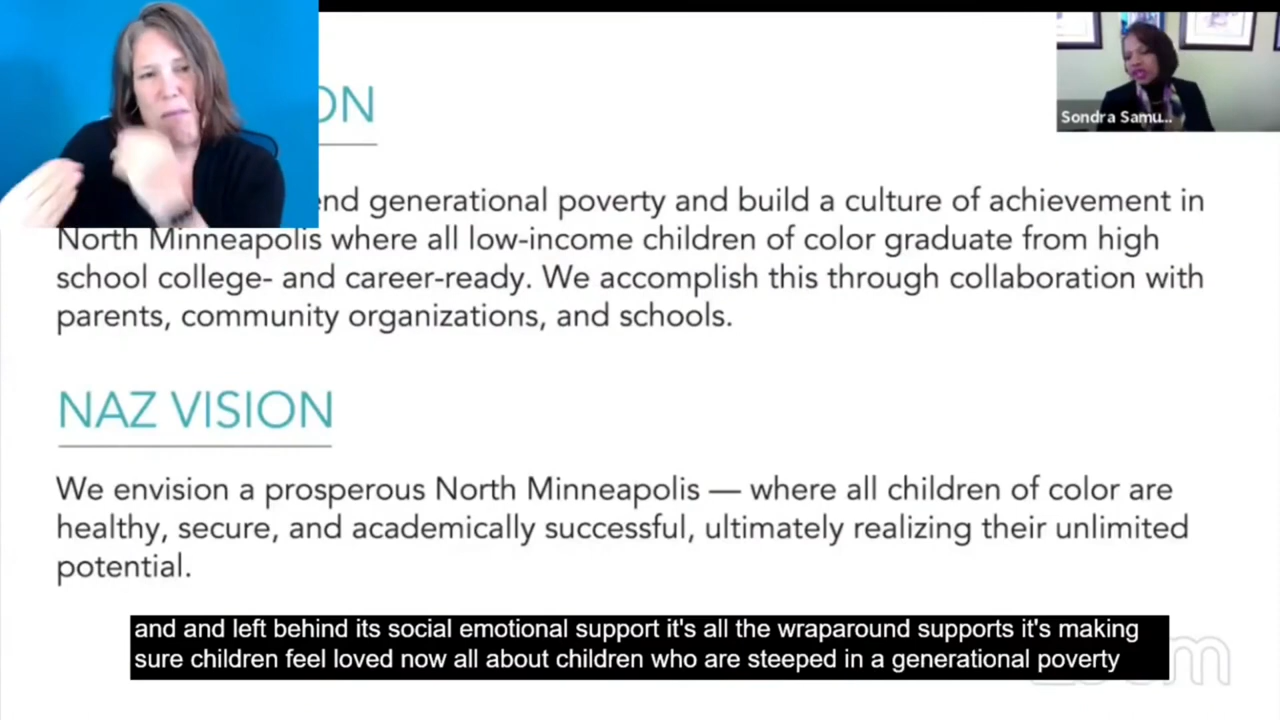 ON
Sondra Samu...
end generational poverty and build a culture of achievement in
North Minneapolis where all low-income children of color graduate from high
school college- and career-ready. We accomplish this through collaboration with
parents, community organizations, and schools.
NAZ VISION
We envision a prosperous North Minneapolis — where all children of color are
healthy, secure, and academically successful, ultimately realizing their unlimited
potential.
and and left behind its social emotional support it's all the wraparound supports it's making
sure children feel loved now all about children who are steeped in a generational poverty